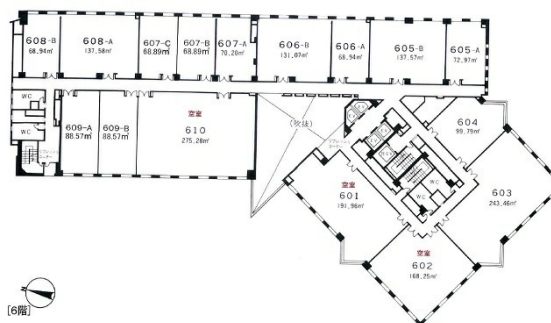 608-B
68.94㎡
608-A
137.58㎡
607-C
68.89㎡
607-B
68.89㎡
607-A
70.20㎡
606-B
131.07㎡
606-A
68.94㎡
605-B
137.57㎡
605-A
72.97㎡
WC
WC
609-A
88.57㎡
609-B
88.57㎡
空室
610
275.28㎡
(吹抜)
604
99.79㎡
603
243.46㎡
空室
601
191.96㎡
WC
WC
空室
602
168.25㎡
[6階]